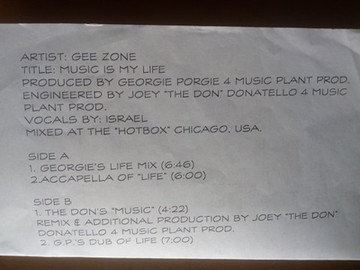 ARTIST: GEE ZONE
TITLE: MUSIC IS MY LIFE
PRODUCED BY GEORGIE PORGIE 4 MUSIC PLANT PROD.
ENGINEERED BY JOEY "THE DON" DONATELLO 4 MUSIC
PLANT PROD.
VOCALS BY: ISRAEL
MIXED AT THE "HOTBOX" CHICAGO, USA.
SIDE A
1. GEORGIE'S LIFE MIX (6:46)
2.ACCAPELLA OF "LIFE" (6:00)
SIDE B
1. THE DON'S "MUSIC" (4:22)
REMIX & ADDITIONAL PRODUCTION BY JOEY "THE DON"
DONATELLO 4 MUSIC PLANT PROD.
2. G.P.'S DUB OF LIFE (7:00)